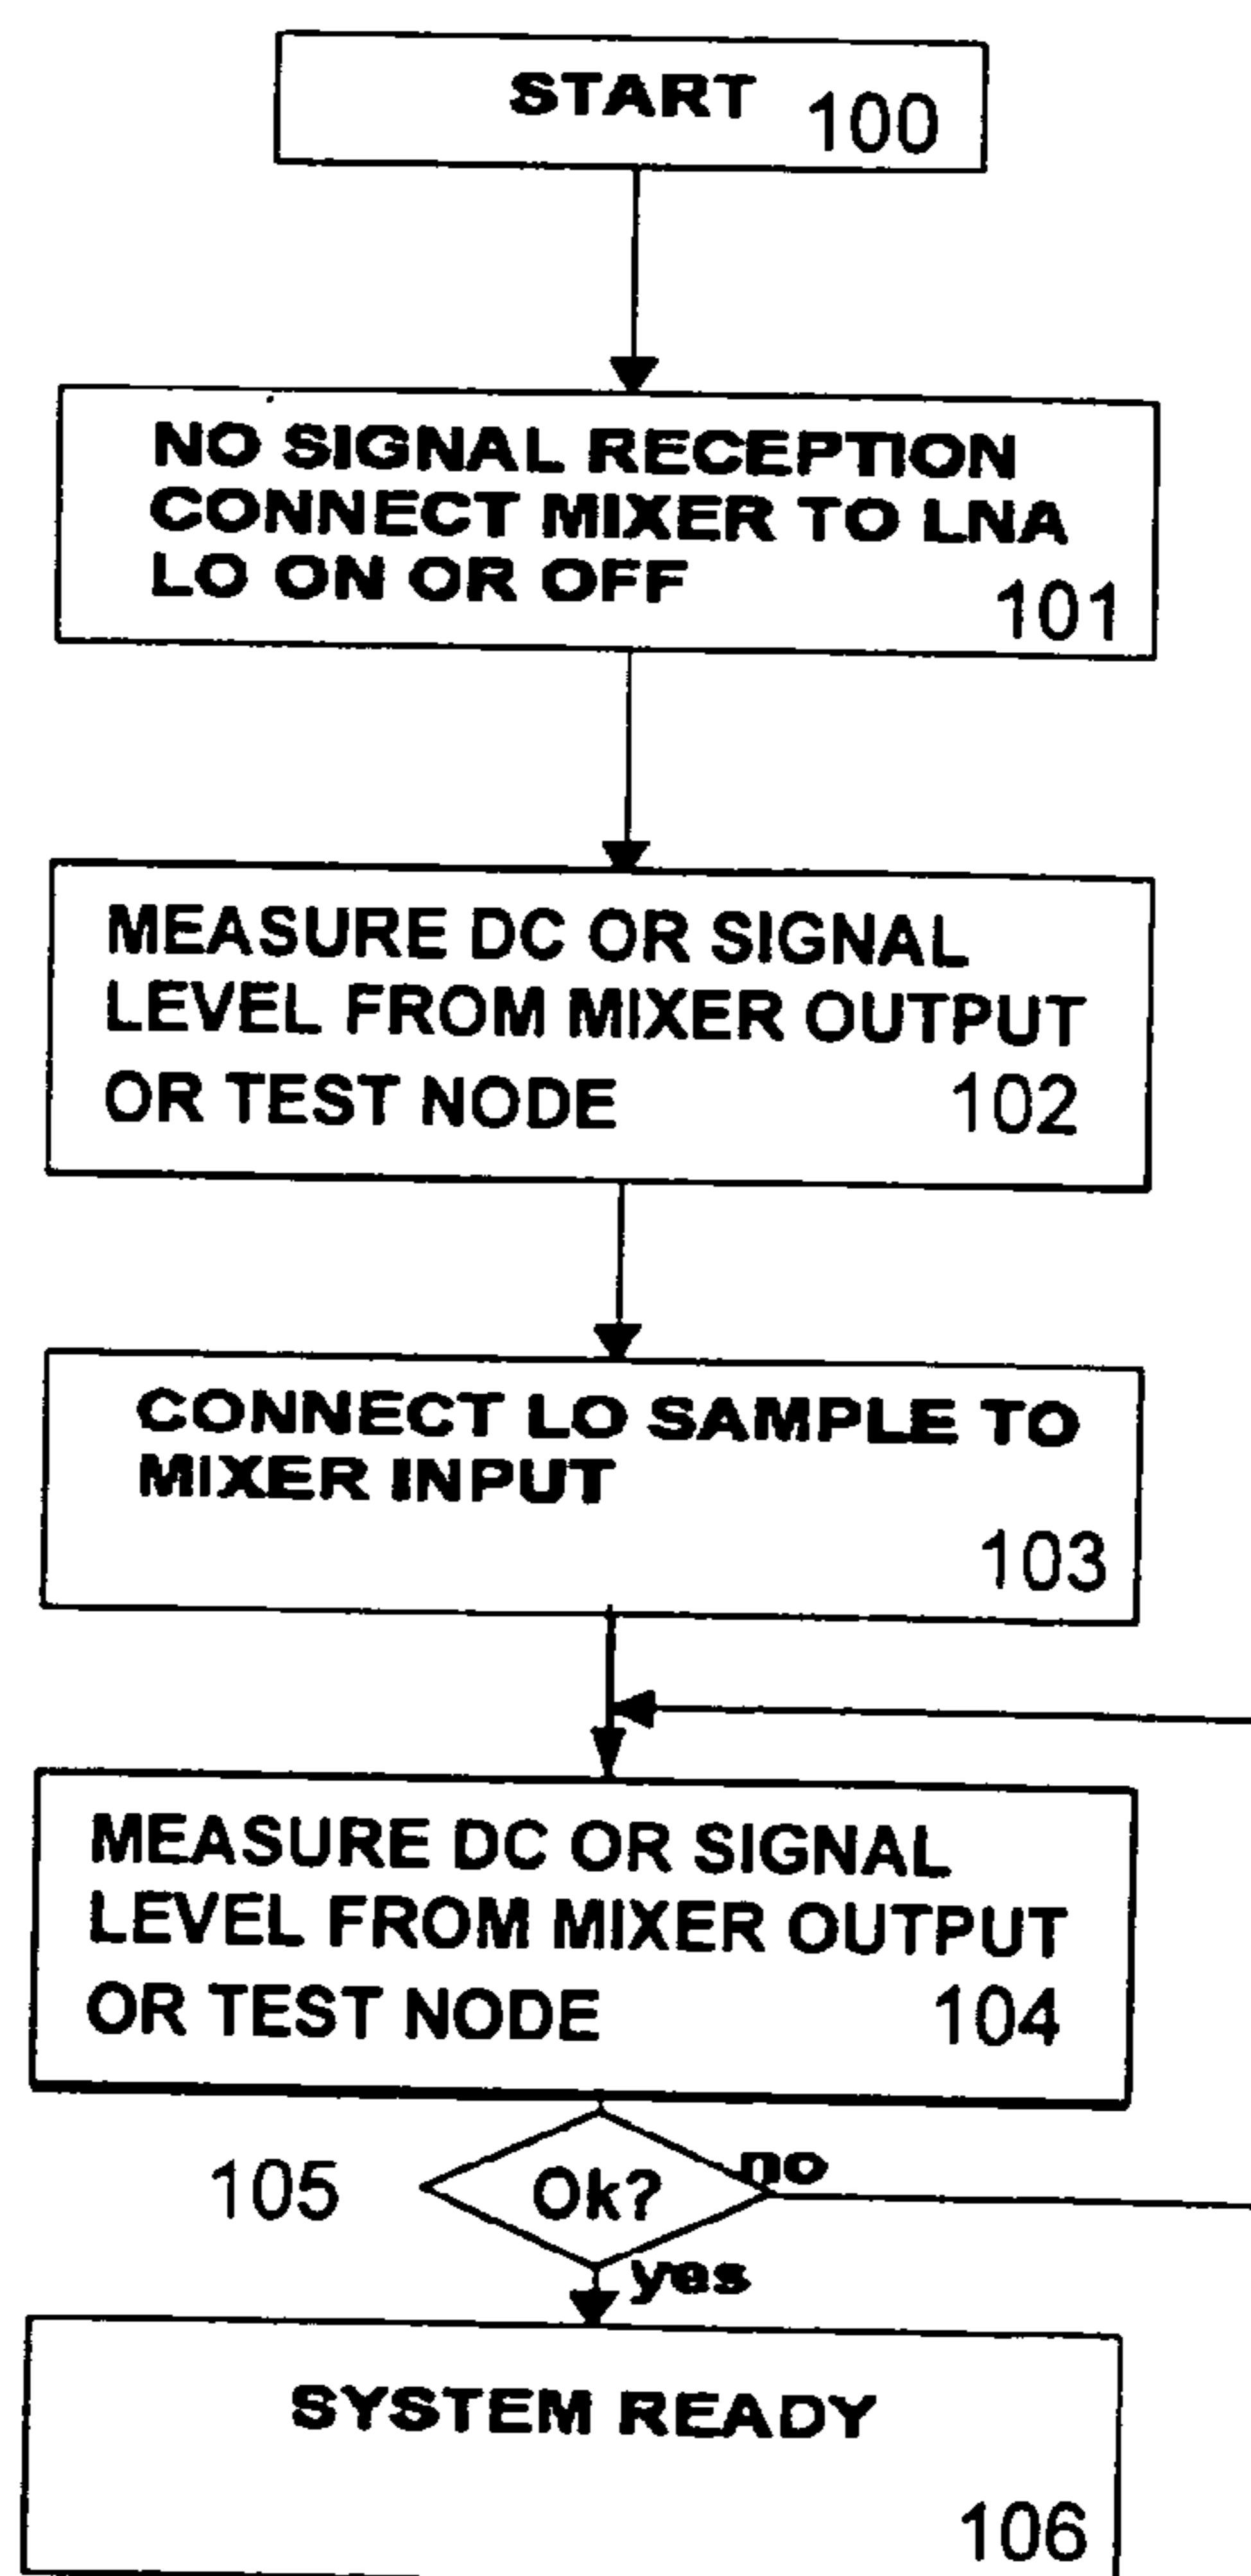 START 100
NO SIGNAL RECEPTION
CONNECT MIXER TO LNA
LO ON OR OFF
101
MEASURE DC OR SIGNAL
LEVEL FROM MIXER OUTPUT
OR TEST NODE 102
CONNECT LO SAMPLE TO
MIXER INPUT
103
MEASURE DC OR SIGNAL
LEVEL FROM MIXER OUTPUT
OR TEST NODE 104
105 Ok? no
yes
SYSTEM READY
106